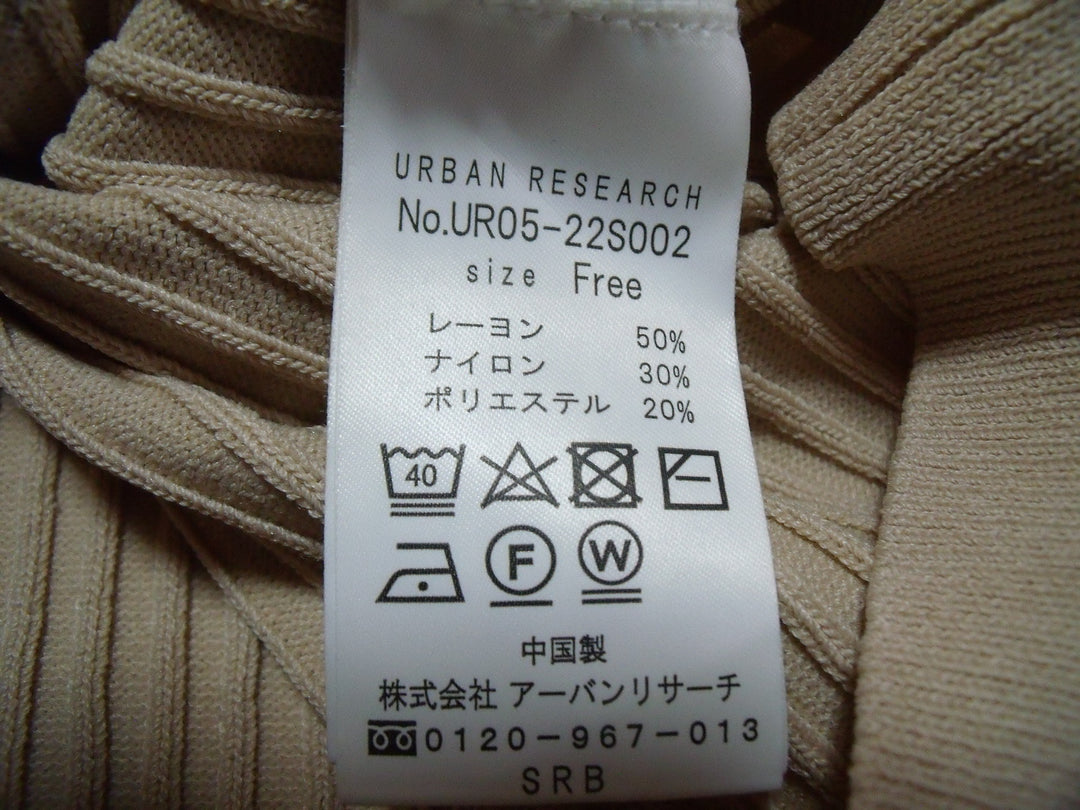 URBAN RESEARCH
No.UR05-22S002
size Free
レーヨン 50%
ナイロン 30%
ポリエステル 20%
40
F W
中国製
株式会社 アーバンリサーチ
0120-967-013
SRB